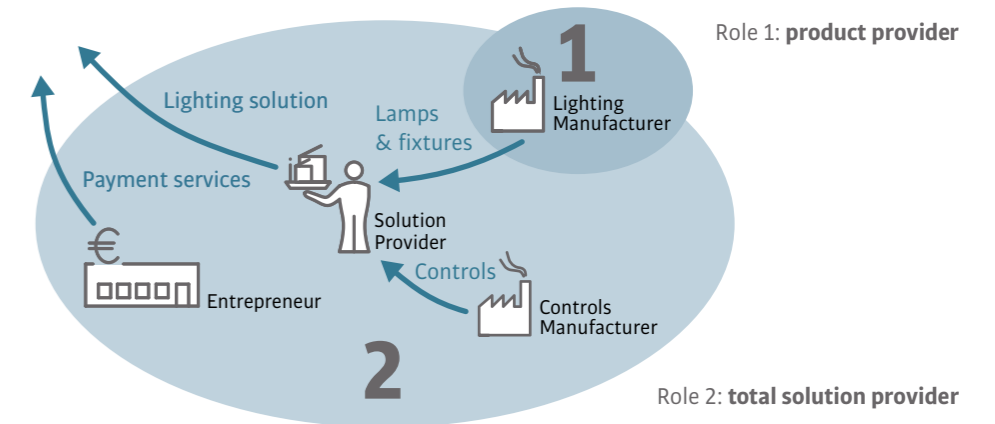 1
Role 1: product provider
Lighting solution
Lighting
Manufacturer
Lamps
& fixtures
Payment services
Solution
Provider
€
Controls
Entrepreneur
Controls
Manufacturer
2
Role 2: total solution provider